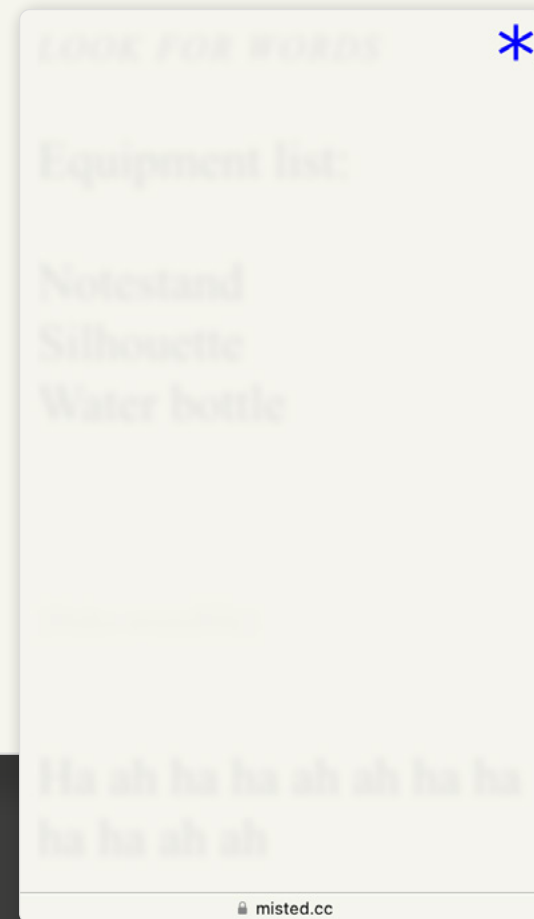 LOOK FOR WORDS
*
Equipment list:
Notestand
Silhouette
Water bottle
Ha ah ha ha ah ah ha ha
ha ha ah ah
misted.cc